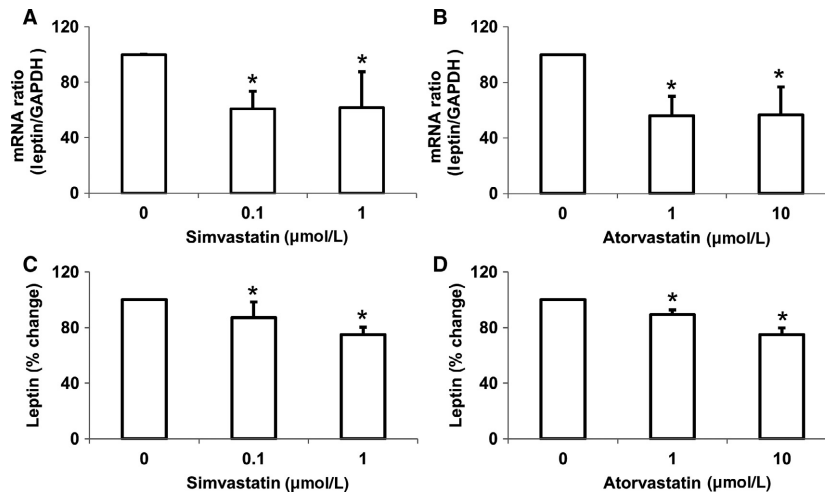 A
mRNA ratio
(leptin/GAPDH )
120
80
40
0
*
*
0
0.1
1
Simvastatin (µmol/L)
B
mRNA ratio
(leptin/GAPDH )
120
80
40
0
*
*
0
1
10
Atorvastatin (µmol/L)
C
Leptin (% change)
120
80
40
0
*
*
0
0.1
1
Simvastatin (µmol/L)
D
Leptin (% change)
120
80
40
0
*
*
0
1
10
Atorvastatin (µmol/L)